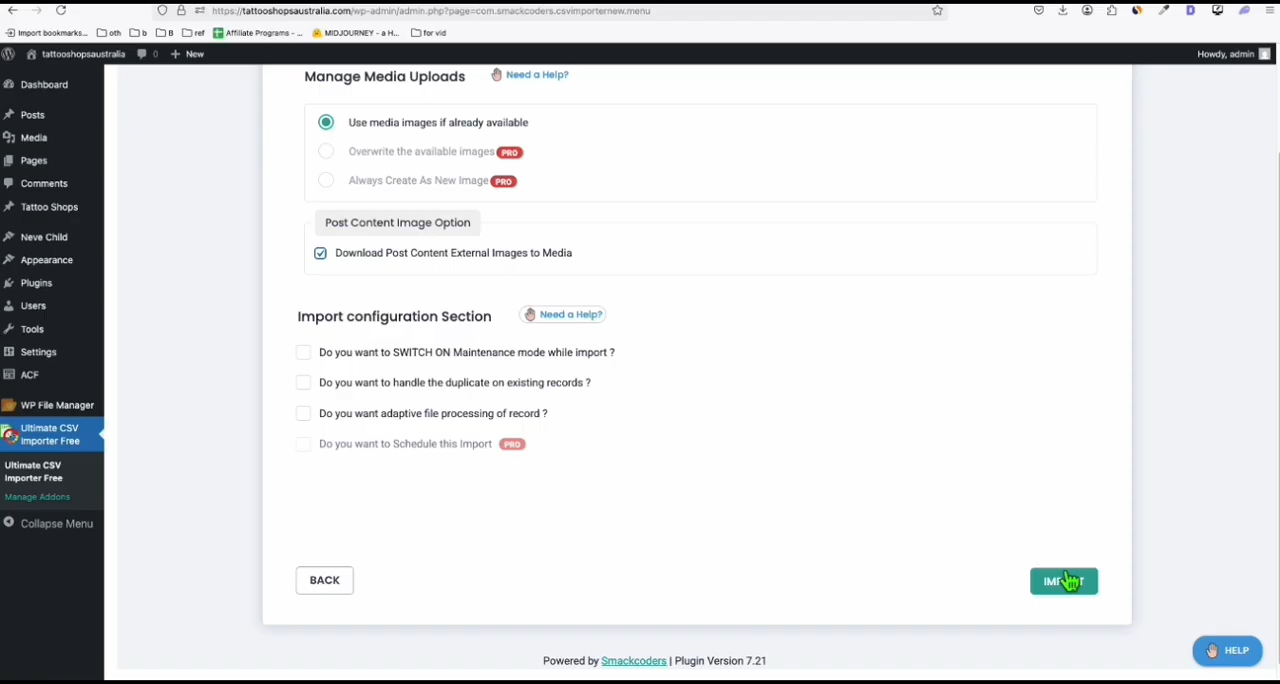 https://tattooshopsaustralia.com/wp-admin/admin.php?page=com.smackcoders.csvimporternew.menu
Import bookmarks... oth b B ref Affiliate Programs - ... MIDJOURNEY - a H... for vid
tattooshopsaustralia 0 + New Howdy, admin
Dashboard
Posts
Media
Pages
Comments
Tattoo Shops
Neve Child
Appearance
Plugins
Users
Tools
Settings
ACF
WP File Manager
Ultimate CSV
Importer Free
Ultimate CSV
Importer Free
Manage Addons
Collapse Menu
Manage Media Uploads Need a Help?
Use media images if already available
Overwrite the available images PRO
Always Create As New Image PRO
Post Content Image Option
Download Post Content External Images to Media
Import configuration Section Need a Help?
Do you want to SWITCH ON Maintenance mode while import ?
Do you want to handle the duplicate on existing records ?
Do you want adaptive file processing of record ?
Do you want to Schedule this Import PRO
BACK
Powered by Smackcoders | Plugin Version 7.21
HELP